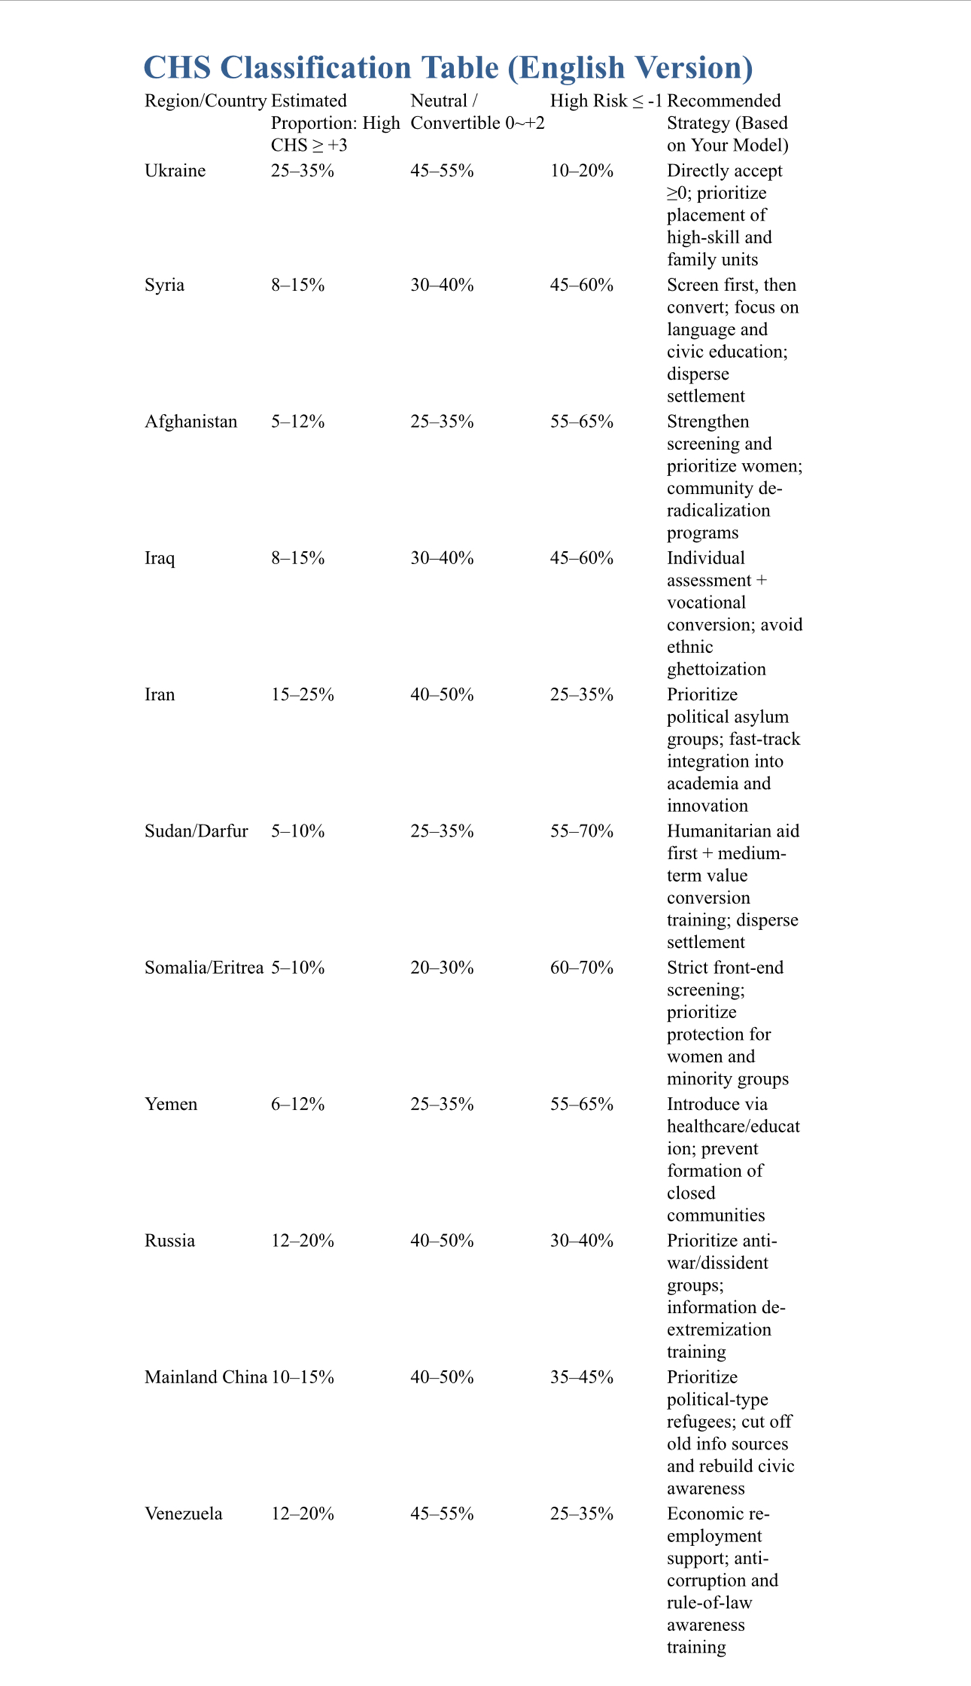 CHS Classification Table (English Version)
Region/Country Estimated Neutral / High Risk ≤ -1 Recommended
Proportion: High Convertible 0~+2 Strategy (Based
CHS ≥ +3 on Your Model)
Ukraine 25–35% 45–55% 10–20% Directly accept
≥0; prioritize
placement of
high-skill and
family units
Syria 8–15% 30–40% 45–60% Screen first, then
convert; focus on
language and
civic education;
disperse
settlement
Afghanistan 5–12% 25–35% 55–65% Strengthen
screening and
prioritize women;
community de-
radicalization
programs
Iraq 8–15% 30–40% 45–60% Individual
assessment +
vocational
conversion; avoid
ethnic
ghettoization
Iran 15–25% 40–50% 25–35% Prioritize
political asylum
groups; fast-track
integration into
academia and
innovation
Sudan/Darfur 5–10% 25–35% 55–70% Humanitarian aid
first + medium-
term value
conversion
training; disperse
settlement
Somalia/Eritrea 5–10% 20–30% 60–70% Strict front-end
screening;
prioritize
protection for
women and
minority groups
Yemen 6–12% 25–35% 55–65% Introduce via
healthcare/educat
ion; prevent
formation of
closed
communities
Russia 12–20% 40–50% 30–40% Prioritize anti-
war/dissident
groups;
information de-
extremization
training
Mainland China 10–15% 40–50% 35–45% Prioritize
political-type
refugees; cut off
old info sources
and rebuild civic
awareness
Venezuela 12–20% 45–55% 25–35% Economic re-
employment
support; anti-
corruption and
rule-of-law
awareness
training